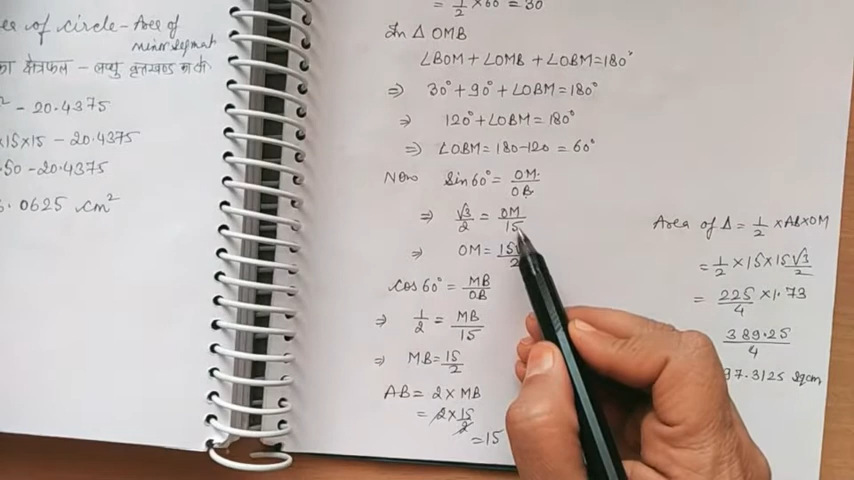 ea of circle - Area of
minor segment
का क्षेत्रफल - लघु वृत्तखण्ड का क्षे.
² - 20.4375
×15×15 - 20.4375
.50 - 20.4375
.0625 cm²
= 1/2 × 60 = 30
In Δ OMB
∠BOM + ∠OMB + ∠OBM = 180°
⇒ 30° + 90° + ∠OBM = 180°
⇒ 120° + ∠OBM = 180°
⇒ ∠OBM = 180 - 120 = 60°
Now Sin 60° = OM/OB
⇒ √3/2 = OM/15
⇒ OM = 15
Cos 60° = MB/OB
⇒ 1/2 = MB/15
⇒ MB = 15/2
AB = 2 × MB
= 2 × 15/2
= 15
Area of Δ = 1/2 × AB × OM
= 1/2 × 15 × 15√3/2
= 225/4 × 1.73
389.25/4
97.3125 sqcm